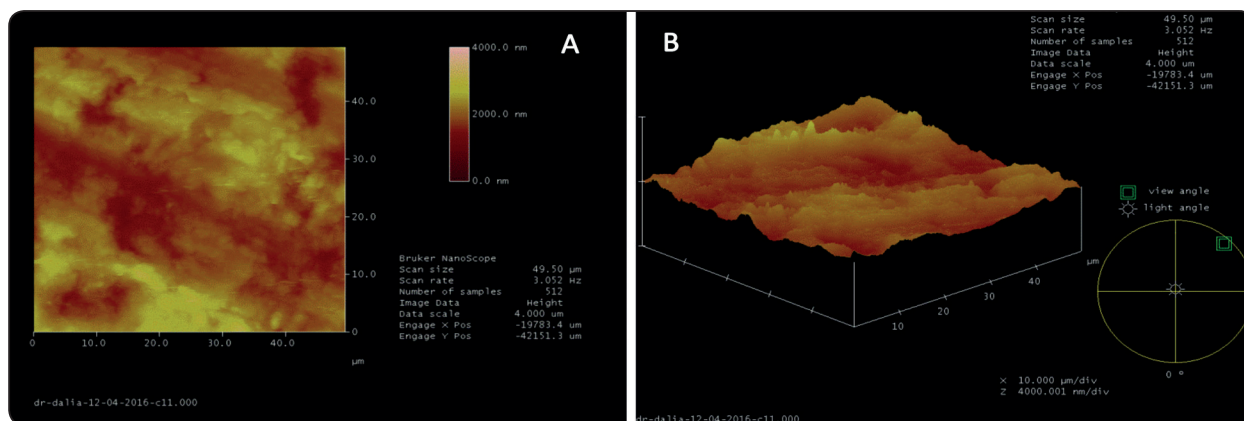 A
4000.0 nm
2000.0 nm
0.0 nm
40.0
30.0
20.0
10.0
0
0 10.0 20.0 30.0 40.0
µm
Bruker NanoScope
Scan size 49.50 µm
Scan rate 3.052 Hz
Number of samples 512
Image Data Height
Data scale 4.000 um
Engage X Pos -19783.4 um
Engage Y Pos -42151.3 um
dr-dalia-12-04-2016-c11.000
B
Scan size 49.50 µm
Scan rate 3.052 Hz
Number of samples 512
Image Data Height
Data scale 4.000 um
Engage X Pos -19783.4 um
Engage Y Pos -42151.3 um
view angle
light angle
µm
40
30
20
10
0 º
X 10.000 µm/div
Z 4000.001 nm/div
dr-dalia-12-04-2016-c11.000